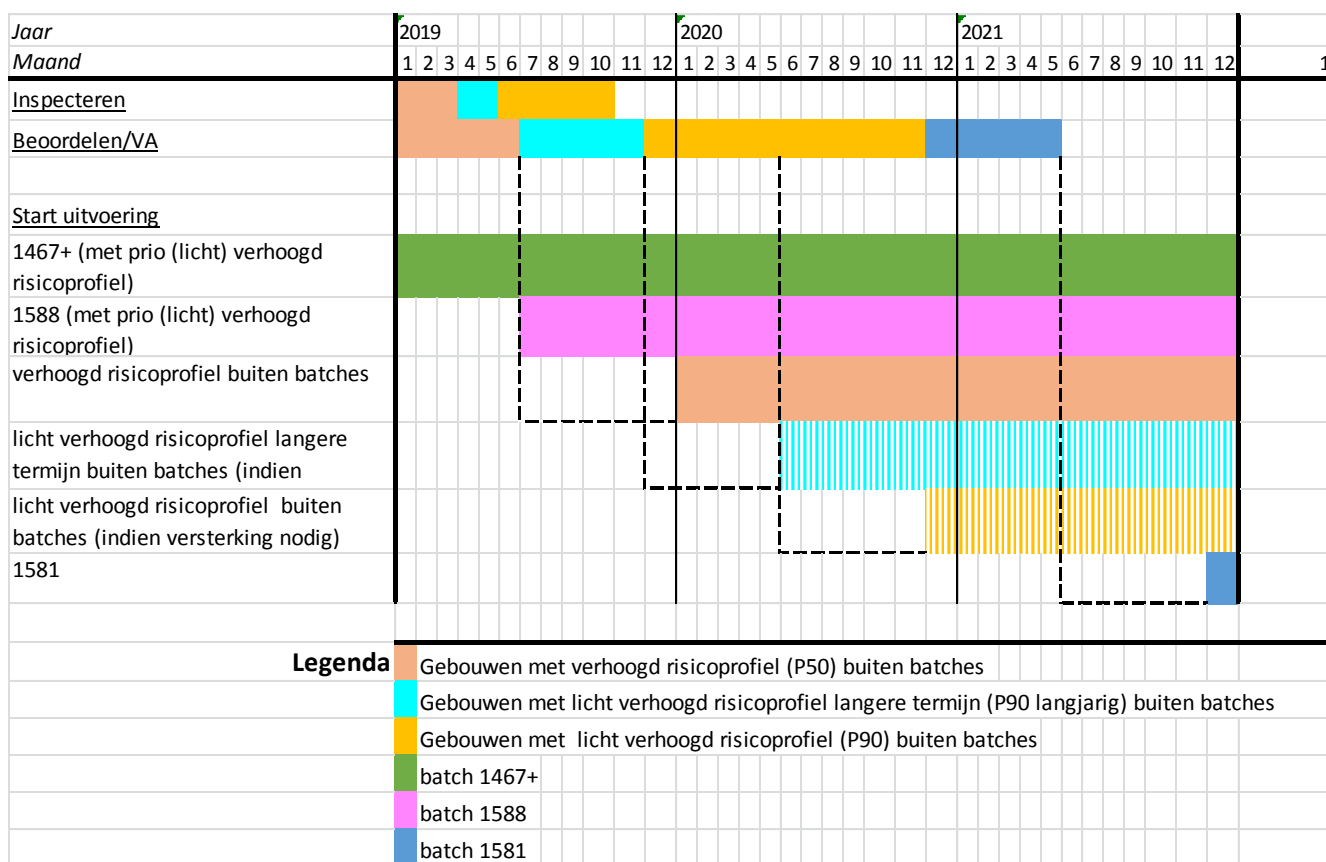 Jaar 2019 2020 2021
Maand 1 2 3 4 5 6 7 8 9 10 11 12 1 2 3 4 5 6 7 8 9 10 11 12 1 2 3 4 5 6 7 8 9 10 11 12 1
Inspecteren
Beoordelen/VA
Start uitvoering
1467+ (met prio (licht) verhoogd
risicoprofiel)
1588 (met prio (licht) verhoogd
risicoprofiel)
verhoogd risicoprofiel buiten batches
licht verhoogd risicoprofiel langere
termijn buiten batches (indien
licht verhoogd risicoprofiel buiten
batches (indien versterking nodig)
1581
Legenda
Gebouwen met verhoogd risicoprofiel (P50) buiten batches
Gebouwen met licht verhoogd risicoprofiel langere termijn (P90 langjarig) buiten batches
Gebouwen met licht verhoogd risicoprofiel (P90) buiten batches
batch 1467+
batch 1588
batch 1581